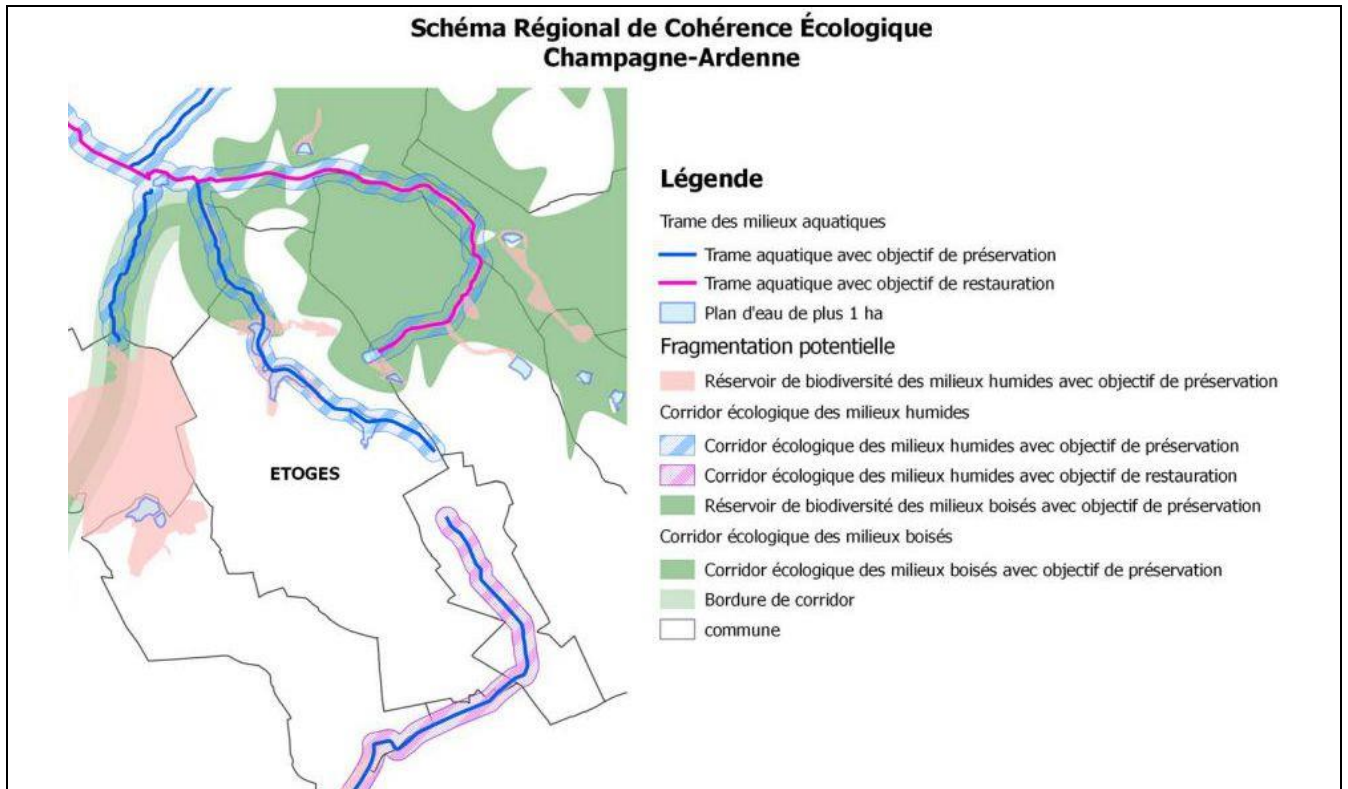 Schéma Régional de Cohérence Écologique
Champagne-Ardenne
Légende
Trame des milieux aquatiques
Trame aquatique avec objectif de préservation
Trame aquatique avec objectif de restauration
Plan d'eau de plus 1 ha
Fragmentation potentielle
Réservoir de biodiversité des milieux humides avec objectif de préservation
Corridor écologique des milieux humides
Corridor écologique des milieux humides avec objectif de préservation
Corridor écologique des milieux humides avec objectif de restauration
Réservoir de biodiversité des milieux boisés avec objectif de préservation
Corridor écologique des milieux boisés
Corridor écologique des milieux boisés avec objectif de préservation
Bordure de corridor
commune
ETOGES